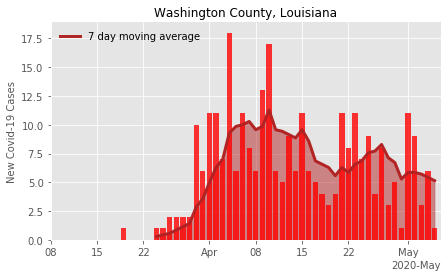 Washington County, Louisiana
7 day moving average
New Covid-19 Cases
17.5
15.0
12.5
10.0
7.5
5.0
2.5
0.0
08 15 22 Apr 08 15 22 May
2020-May